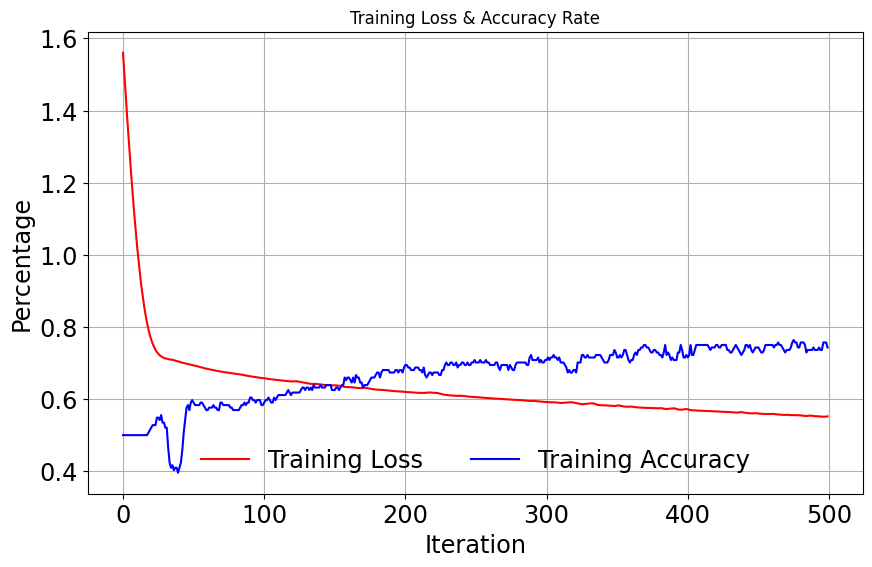 Training Loss & Accuracy Rate
1.6
1.4
1.2
1.0
0.8
0.6
0.4
Percentage
Training Loss
Training Accuracy
0 100 200 300 400 500
Iteration